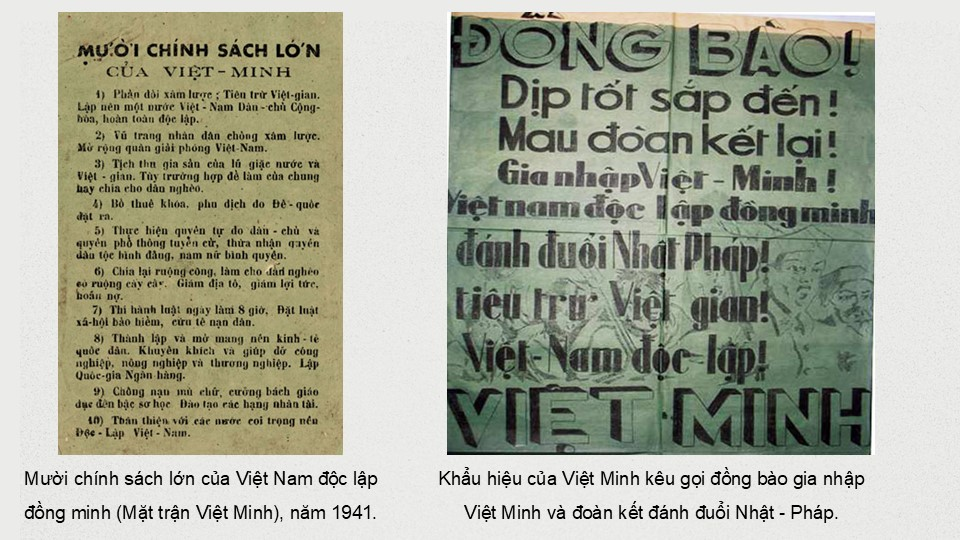 MƯỜI CHÍNH SÁCH LỚN
CỦA VIỆT-MINH
1) Phản đối xâm lược ; Tiêu trừ Việt-gian.
Lập nên một nước Việt - Nam Dân - chủ Cộng-
hòa, hoàn toàn độc lập.
2) Vũ trang nhân dân chống xâm lược.
Mở rộng quân giải phóng Việt-Nam.
3) Tịch thu gia sản của lũ giặc nước và
Việt - gian. Tùy trường hợp để làm của chung
hay chia cho dân nghèo.
4) Bỏ thuế khóa, phu dịch do Đế - quốc
đặt ra.
5) Thực hiện quyền tự do dân - chủ và
quyền phổ thông tuyển cử, thừa nhận quyền
dân tộc bình đẳng, nam nữ bình quyền.
6) Chia lại ruộng công, làm cho dân nghèo
có ruộng cày cấy. Giảm địa tô, giảm lợi tức,
hoãn nợ.
7) Thi hành luật ngày làm 8 giờ. Đặt luật
xã-hội bảo hiểm, cứu tế nạn dân.
8) Thành lập và mở mang nền kinh - tế
quốc dân. Khuyến khích và giúp đỡ công
nghiệp, nông nghiệp và thương nghiệp. Lập
Quốc-gia Ngân hàng.
9) Chống nạn mù chữ, cưỡng bách giáo
dục đến bậc sơ học. Đào tạo các hạng nhân tài.
10) Thân thiện với các nước coi trọng nền
Độc - Lập Việt - Nam.
ĐỒNG BÀO!
Dịp tốt sắp đến!
Mau đoàn kết lại!
Gia nhập Việt - Minh!
Việt nam độc lập đồng minh
đánh đuổi Nhật Pháp!
tiêu trừ Việt gian!
Việt-Nam độc-lập!
VIỆT MINH
Mười chính sách lớn của Việt Nam độc lập
đồng minh (Mặt trận Việt Minh), năm 1941.
Khẩu hiệu của Việt Minh kêu gọi đồng bào gia nhập
Việt Minh và đoàn kết đánh đuổi Nhật - Pháp.